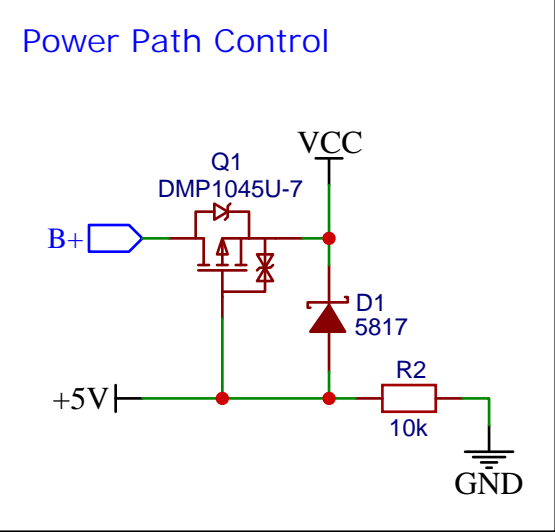 Power Path Control
VCC
Q1
DMP1045U-7
B+
D1
5817
R2
+5V
10k
GND